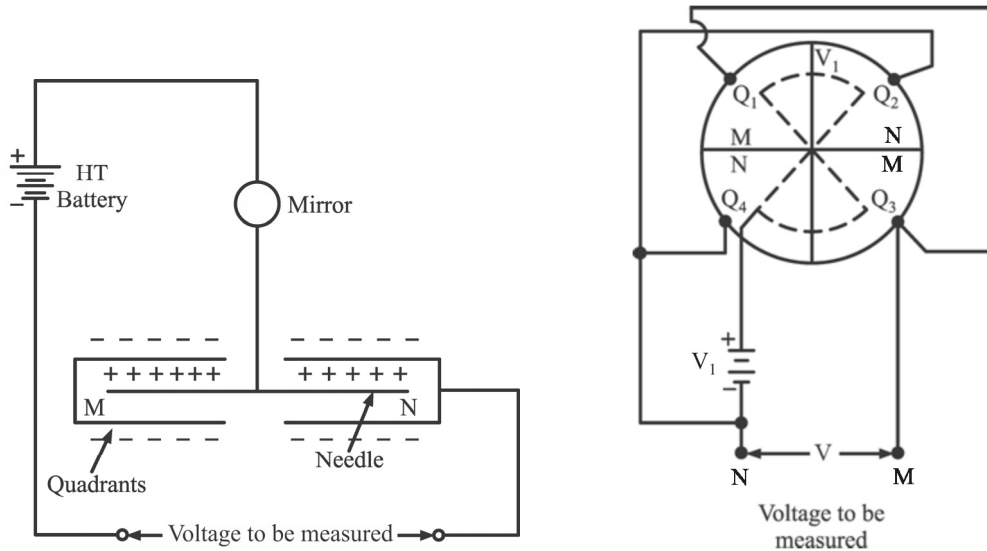 +
HT
Battery
−
Mirror
− − − − − −
− − − − −
+ + + + + +
+ + + + +
M
N
− − − − − −
− − − − −
Needle
Quadrants
Voltage to be measured
V₁
Q₁
Q₂
M
N
N
M
Q₄
Q₃
+
V₁
−
V
N
M
Voltage to be
measured